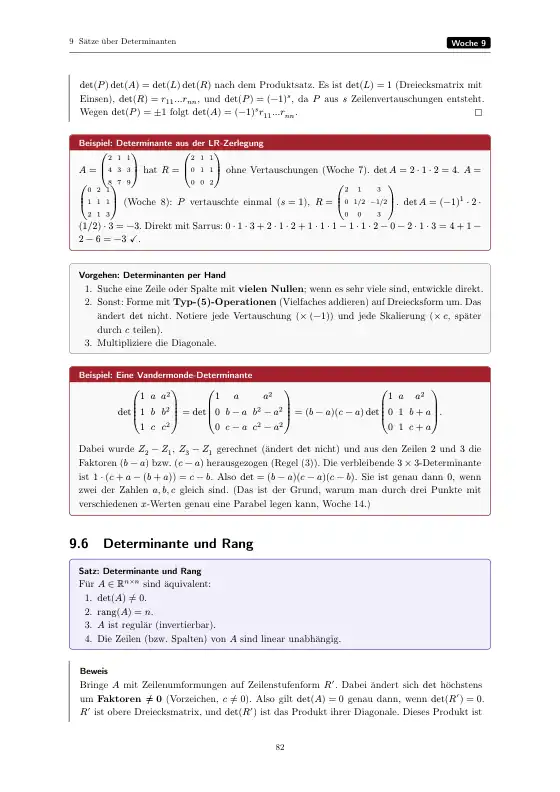 9 Sätze über Determinanten
Woche 9
det(P) det(A) = det(L) det(R) nach dem Produktsatz. Es ist det(L) = 1 (Dreiecksmatrix mit
Einsen), det(R) = r₁₁...rₙₙ, und det(P) = (−1)ˢ, da P aus s Zeilenvertauschungen entsteht.
Wegen det(P) = ±1 folgt det(A) = (−1)ˢr₁₁...rₙₙ. □
Beispiel: Determinante aus der LR-Zerlegung
A = (2 1 1; 4 3 3; 8 7 9) hat R = (2 1 1; 0 1 1; 0 0 2) ohne Vertauschungen (Woche 7). det A = 2 · 1 · 2 = 4. A =
(0 2 1; 1 1 1; 2 1 3) (Woche 8): P vertauschte einmal (s = 1), R = (2 1 3; 0 1/2 −1/2; 0 0 3). det A = (−1)¹ · 2 ·
(1/2) · 3 = −3. Direkt mit Sarrus: 0 · 1 · 3 + 2 · 1 · 2 + 1 · 1 · 1 − 1 · 1 · 2 − 0 − 2 · 1 · 3 = 4 + 1 −
2 − 6 = −3 ✓.
Vorgehen: Determinanten per Hand
1. Suche eine Zeile oder Spalte mit vielen Nullen; wenn es sehr viele sind, entwickle direkt.
2. Sonst: Forme mit Typ-(5)-Operationen (Vielfaches addieren) auf Dreiecksform um. Das
ändert det nicht. Notiere jede Vertauschung (× (−1)) und jede Skalierung (× c, später
durch c teilen).
3. Multipliziere die Diagonale.
Beispiel: Eine Vandermonde-Determinante
det(1 a a²; 1 b b²; 1 c c²) = det(1 a a²; 0 b − a b² − a²; 0 c − a c² − a²) = (b − a)(c − a) det(1 a a²; 0 1 b + a; 0 1 c + a).
Dabei wurde Z₂ − Z₁, Z₃ − Z₁ gerechnet (ändert det nicht) und aus den Zeilen 2 und 3 die
Faktoren (b − a) bzw. (c − a) herausgezogen (Regel (3)). Die verbleibende 3 × 3-Determinante
ist 1 · (c + a − (b + a)) = c − b. Also det = (b − a)(c − a)(c − b). Sie ist genau dann 0, wenn
zwei der Zahlen a, b, c gleich sind. (Das ist der Grund, warum man durch drei Punkte mit
verschiedenen x-Werten genau eine Parabel legen kann, Woche 14.)
9.6 Determinante und Rang
Satz: Determinante und Rang
Für A ∈ ℝⁿˣⁿ sind äquivalent:
1. det(A) ≠ 0.
2. rang(A) = n.
3. A ist regulär (invertierbar).
4. Die Zeilen (bzw. Spalten) von A sind linear unabhängig.
Beweis
Bringe A mit Zeilenumformungen auf Zeilenstufenform R′. Dabei ändert sich det höchstens
um Faktoren ≠ 0 (Vorzeichen, c ≠ 0). Also gilt det(A) = 0 genau dann, wenn det(R′) = 0.
R′ ist obere Dreiecksmatrix, und det(R′) ist das Produkt ihrer Diagonale. Dieses Produkt ist
82